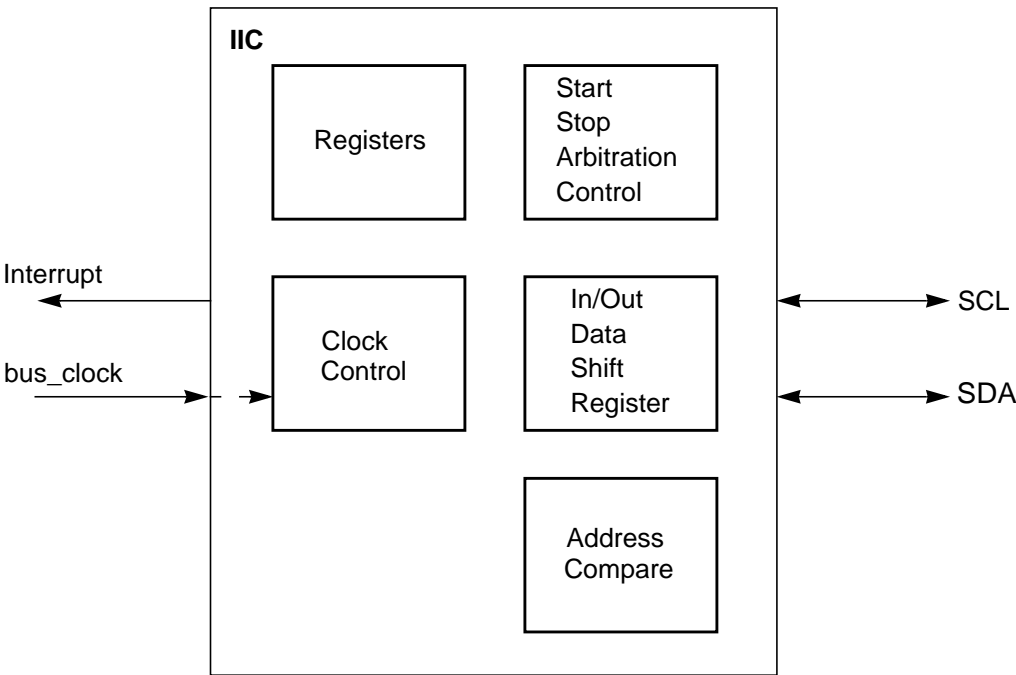 IIC
Registers
Start
Stop
Arbitration
Control
Interrupt
bus_clock
Clock
Control
In/Out
Data
Shift
Register
SCL
SDA
Address
Compare